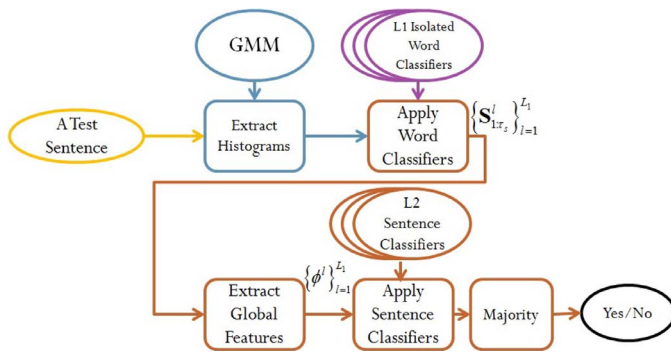 GMM
L1 Isolated
Word
Classifiers
A Test
Sentence
Extract
Histograms
Apply
Word
Classifiers
{S^l_{1:τ_s}}^{L_1}_{l=1}
L2
Sentence
Classifiers
Extract
Global
Features
{ϕ^l}^{L_1}_{l=1}
Apply
Sentence
Classifiers
Majority
Yes/No